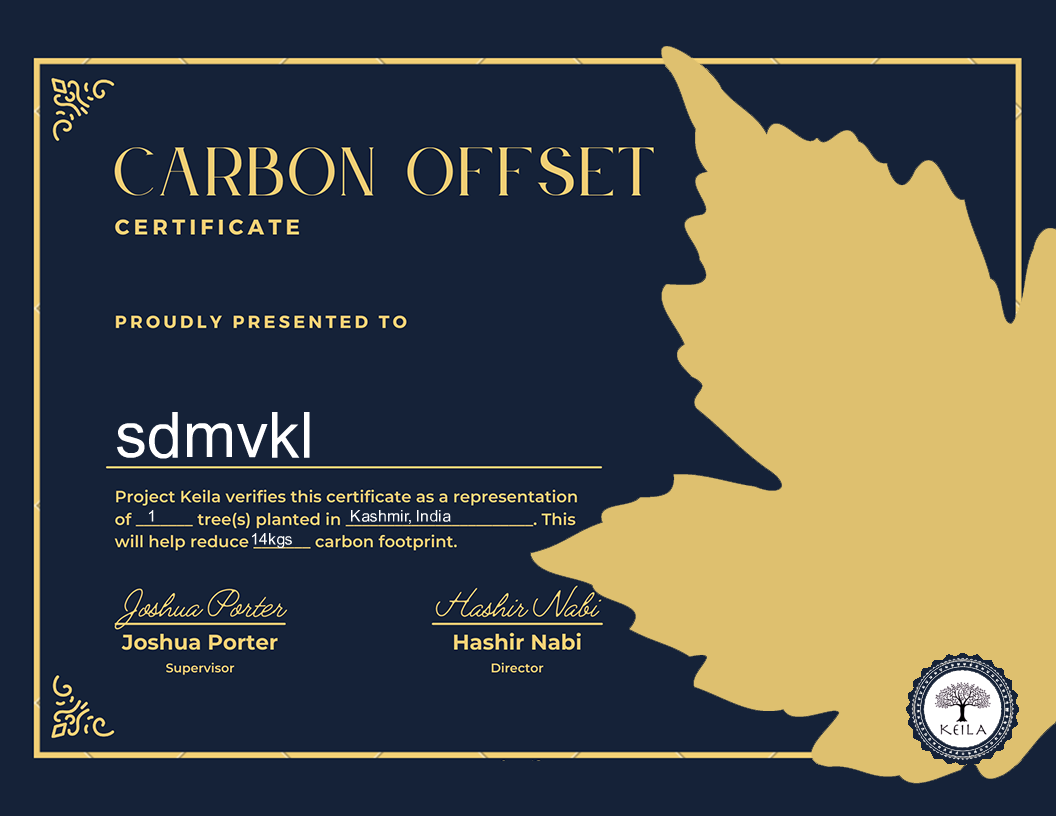 CARBON OFFSET
CERTIFICATE
PROUDLY PRESENTED TO
sdmvkl
Project Keila verifies this certificate as a representation
of 1 tree(s) planted in Kashmir, India. This
will help reduce 14kgs carbon footprint.
Joshua Porter Hashir Nabi
Joshua Porter Hashir Nabi
Supervisor Director
KEILA